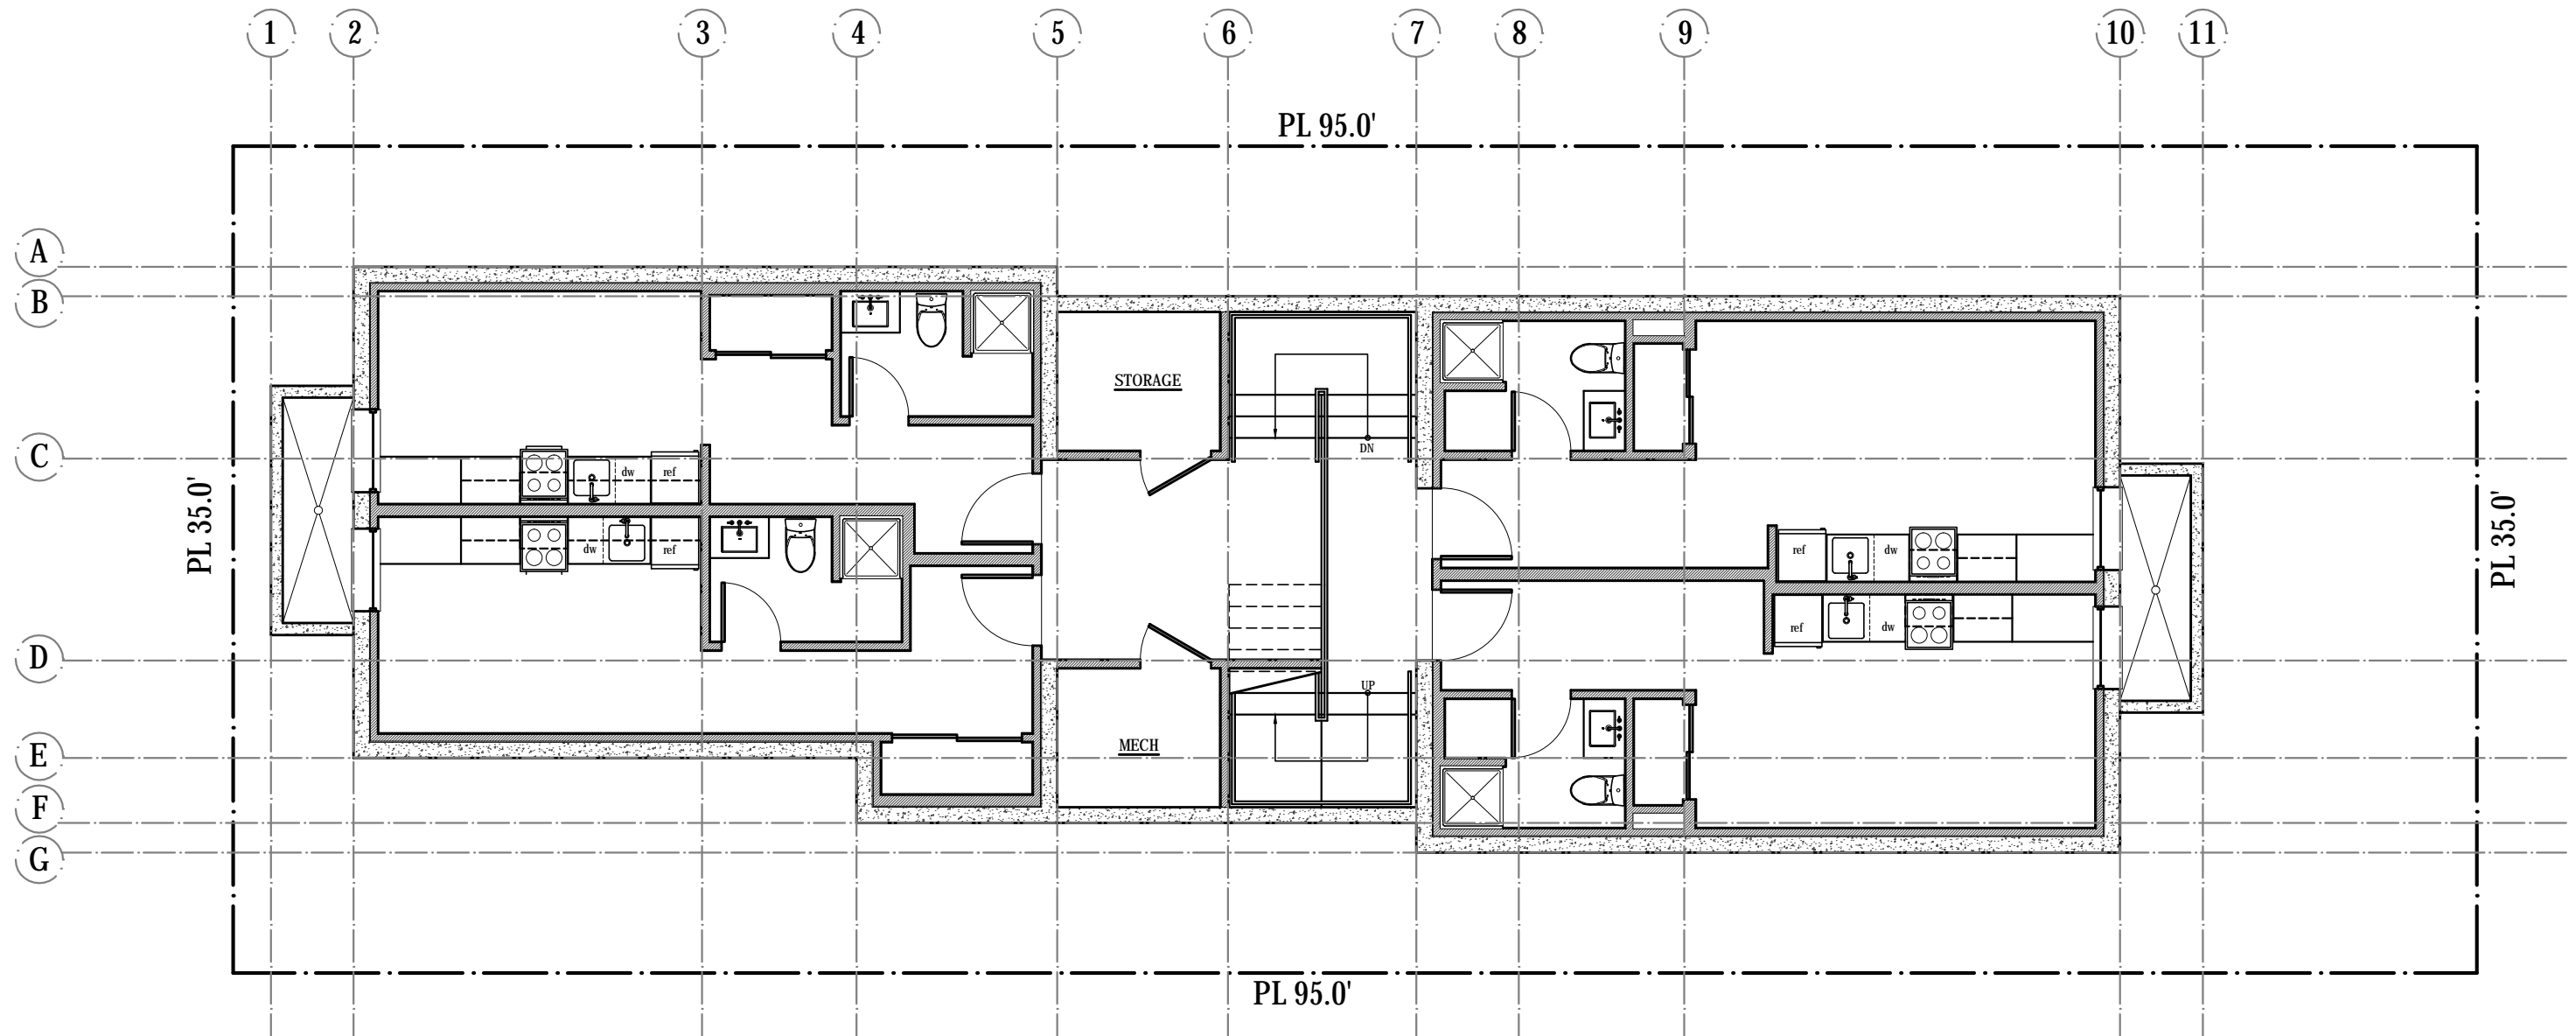 1 2 3 4 5 6 7 8 9 10 11
PL 95.0'
A
B
STORAGE
C
DN
dw ref
PL 35.0'
PL 35.0'
dw ref
ref dw
ref dw
D
UP
MECH
E
F
G
PL 95.0'